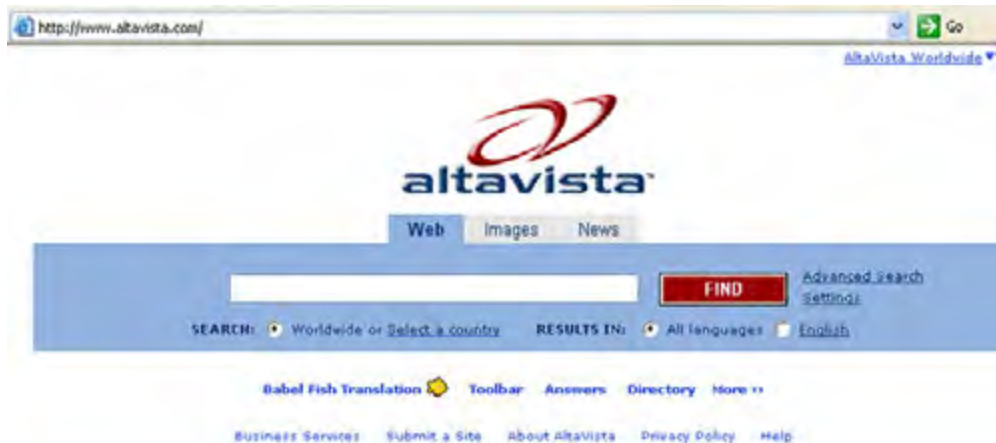 http://www.altavista.com/ Go
AltaVista Worldwide
altavista™
Web Images News
FIND Advanced Search
Settings
SEARCH: Worldwide or Select a country RESULTS IN: All languages English
Babel Fish Translation Toolbar Answers Directory More >>
Business Services Submit a Site About AltaVista Privacy Policy Help